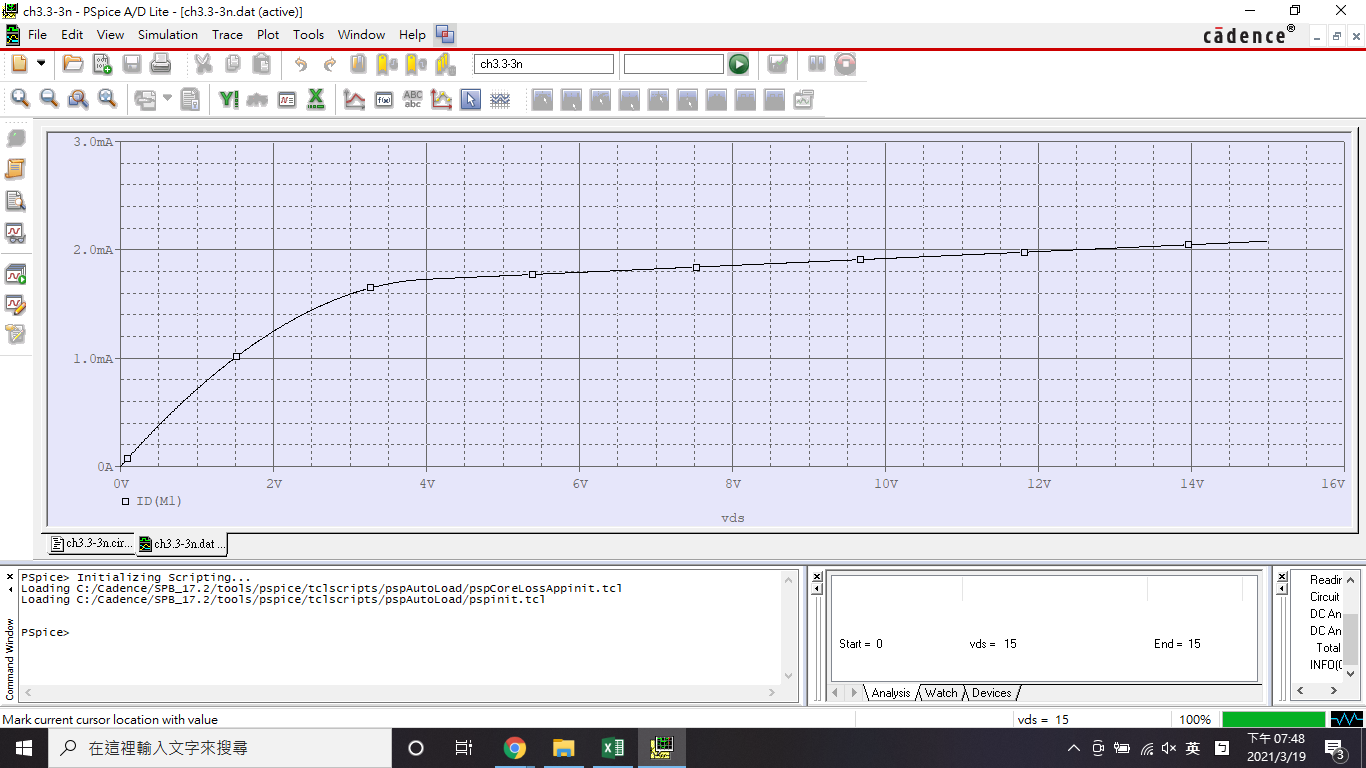 ch3.3-3n - PSpice A/D Lite - [ch3.3-3n.dat (active)]
File Edit View Simulation Trace Plot Tools Window Help
cādence®
ch3.3-3n
ABC
abc
3.0mA
2.0mA
1.0mA
0A
0V 2V 4V 6V 8V 10V 12V 14V 16V
ID(M1)
vds
ch3.3-3n.cir... ch3.3-3n.dat ...
PSpice> Initializing Scripting...
Loading C:/Cadence/SPB_17.2/tools/pspice/tclscripts/pspAutoLoad/pspCoreLossAppinit.tcl
Loading C:/Cadence/SPB_17.2/tools/pspice/tclscripts/pspAutoLoad/pspinit.tcl
PSpice>
Command Window
Start = 0 vds = 15 End = 15
Analysis Watch Devices
Readir
Circuit
DC An
DC An
Total
INFO(
Mark current cursor location with value
vds = 15 100%
在這裡輸入文字來搜尋
英
下午 07:48
2021/3/19
3